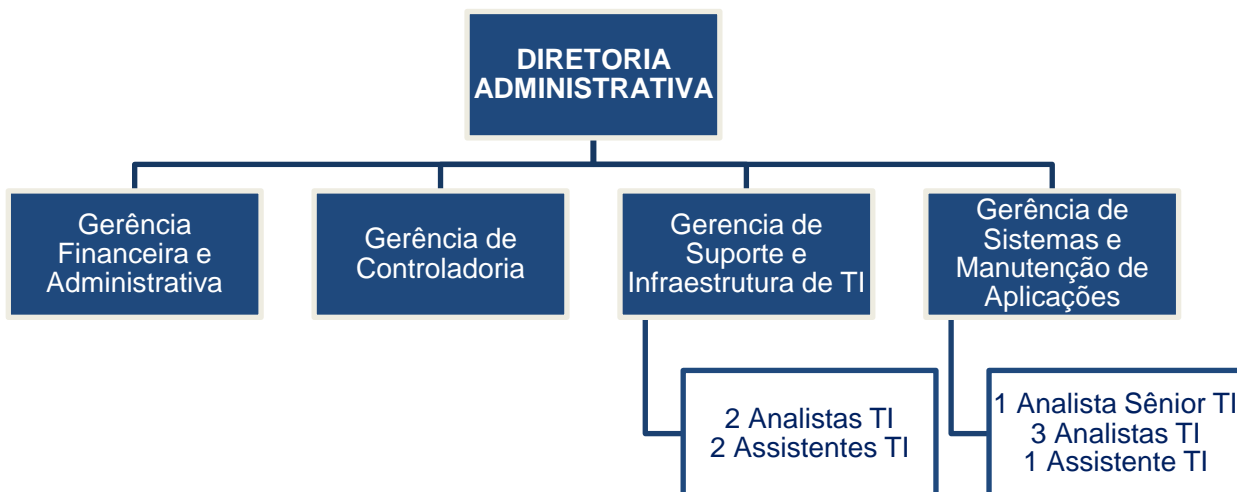 DIRETORIA
ADMINISTRATIVA
Gerência
Financeira e
Administrativa
Gerência de
Controladoria
Gerencia de
Suporte e
Infraestrutura de TI
Gerência de
Sistemas e
Manutenção de
Aplicações
2 Analistas TI
2 Assistentes TI
1 Analista Sênior TI
3 Analistas TI
1 Assistente TI